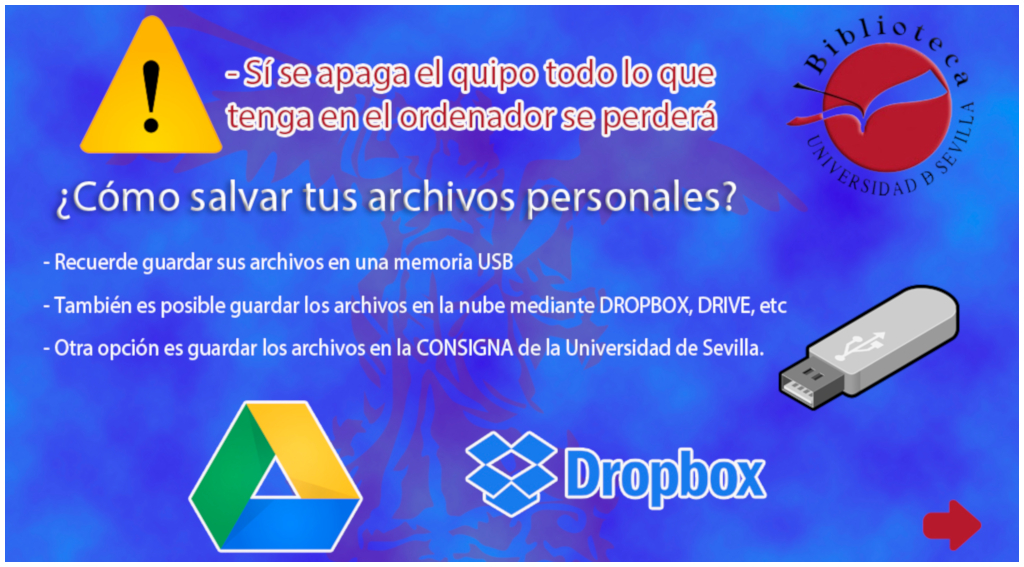 - Sí se apaga el quipo todo lo que
tenga en el ordenador se perderá
Biblioteca
UNIVERSIDAD D SEVILLA
¿Cómo salvar tus archivos personales?
- Recuerde guardar sus archivos en una memoria USB
- También es posible guardar los archivos en la nube mediante DROPBOX, DRIVE, etc
- Otra opción es guardar los archivos en la CONSIGNA de la Universidad de Sevilla.
Dropbox